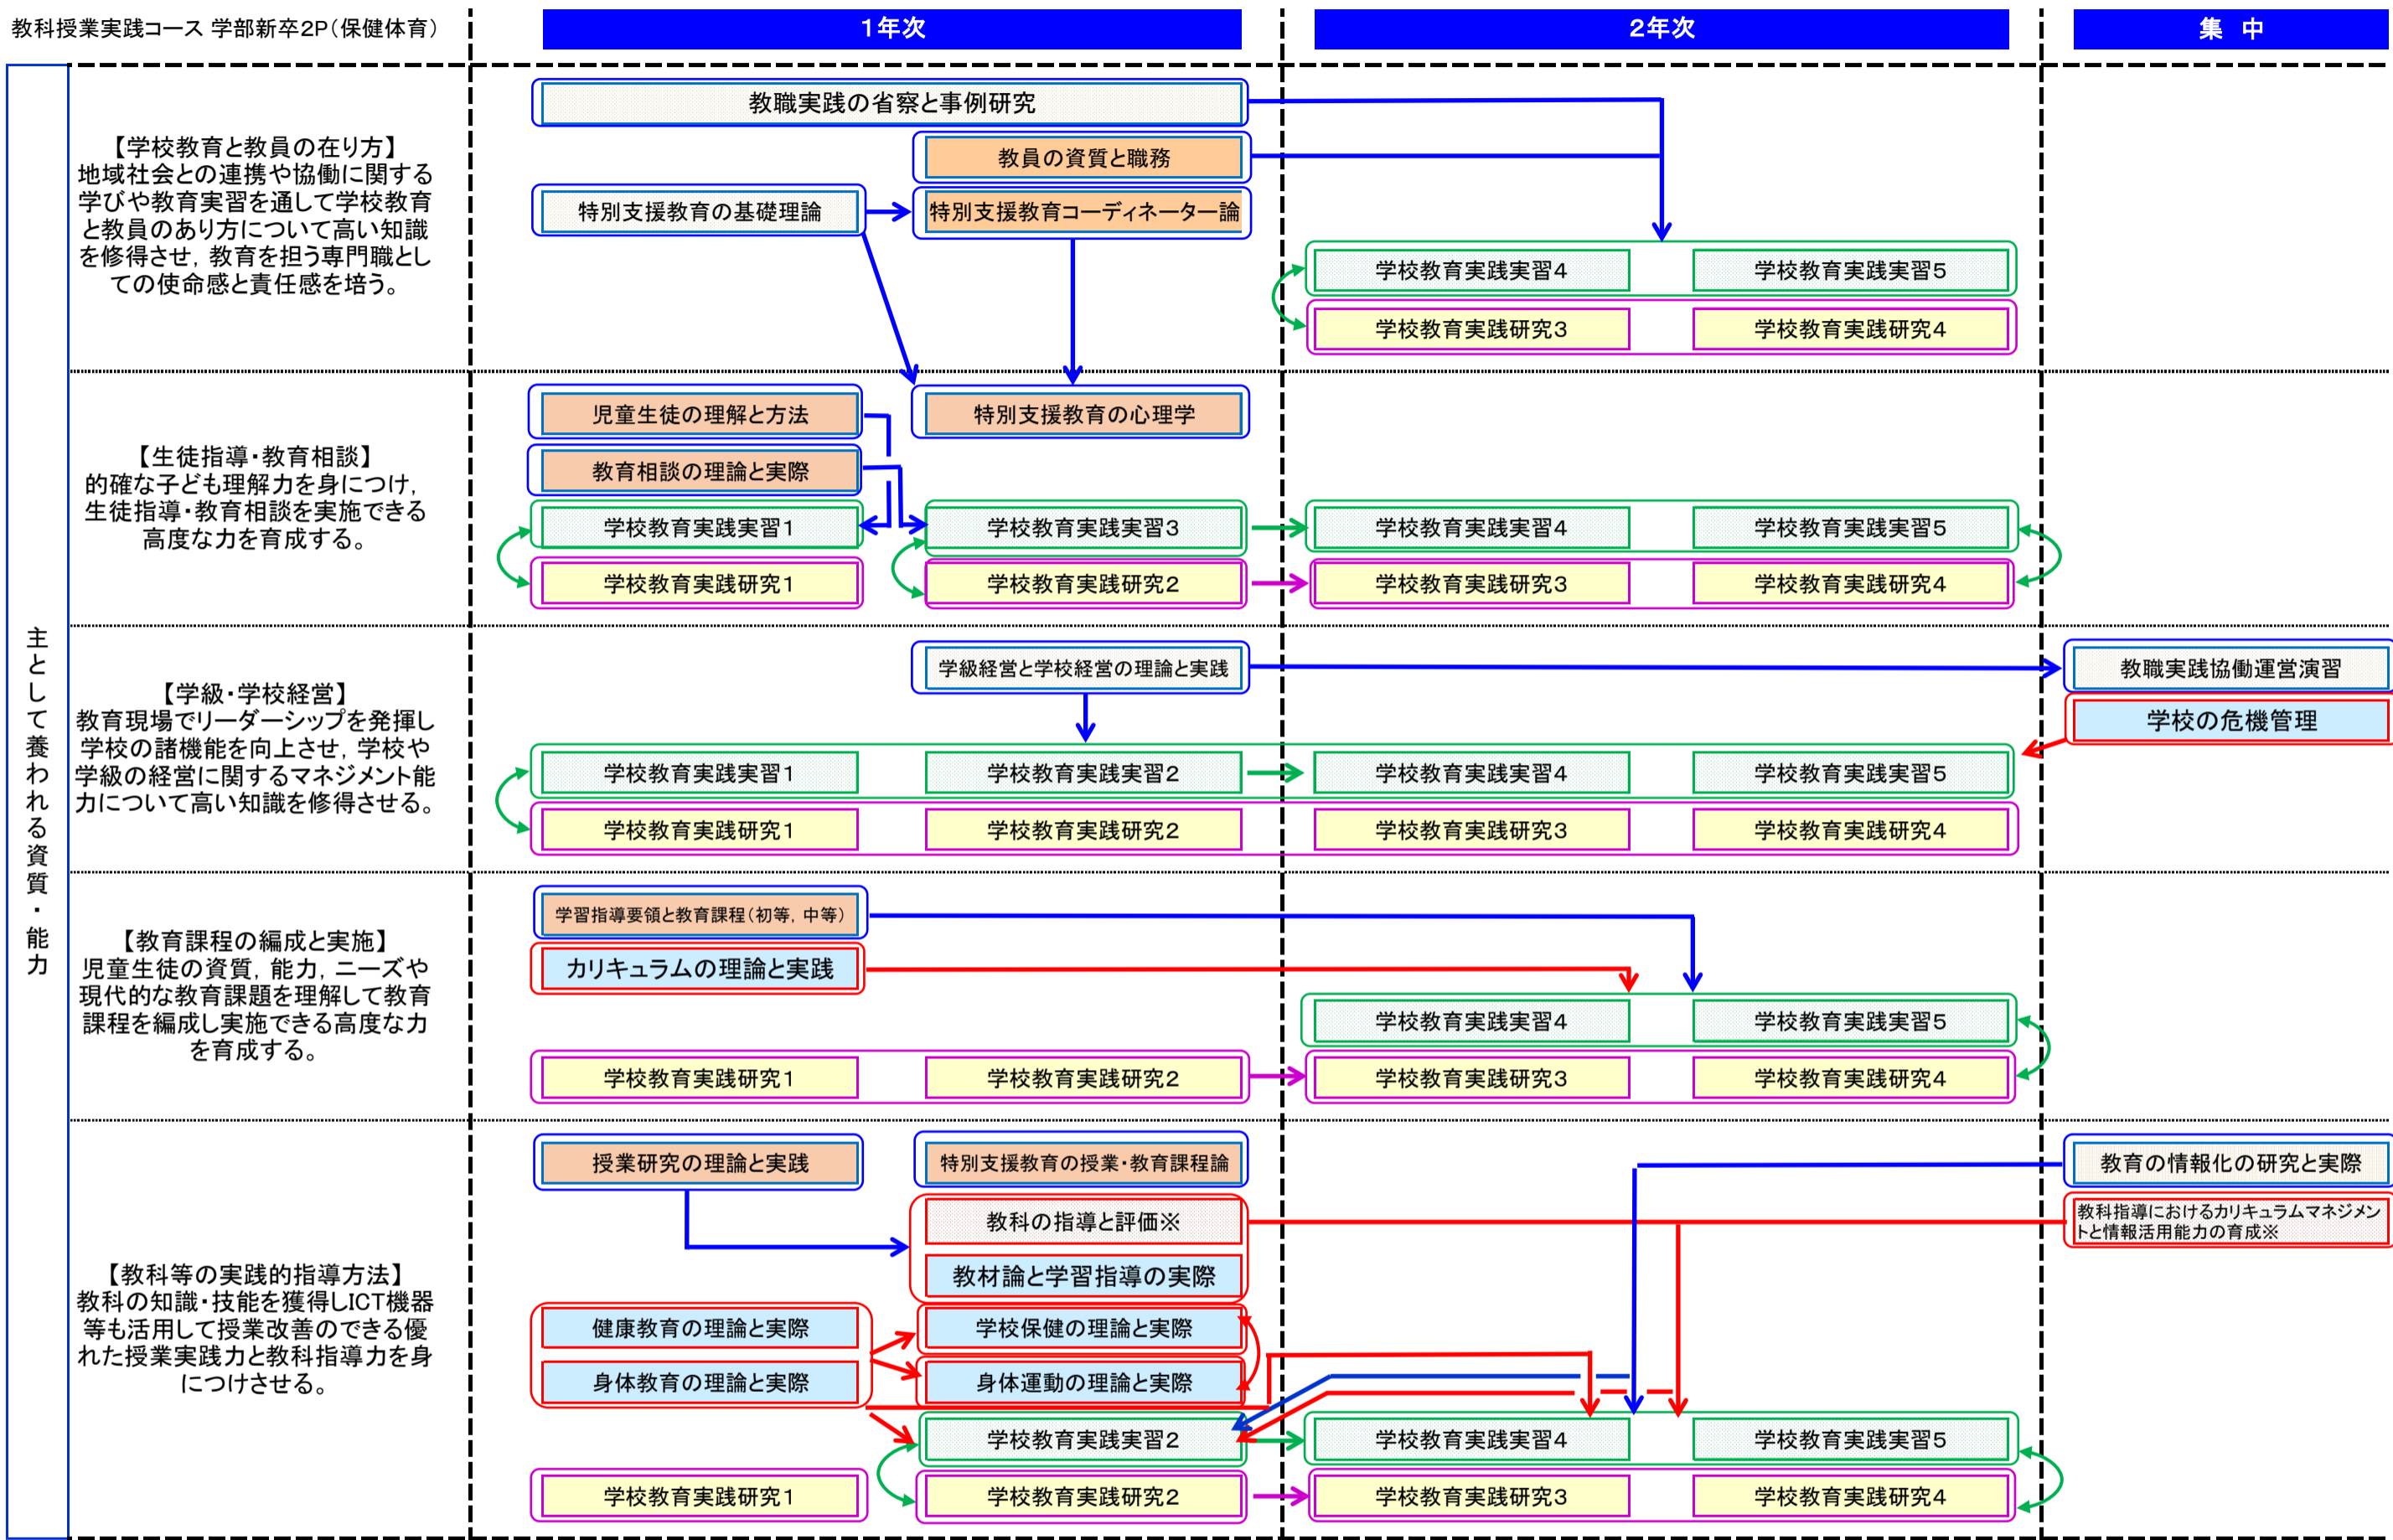 教科授業実践コース 学部新卒2P(保健体育)
1年次
2年次
集 中
主として養われる資質・能力
【学校教育と教員の在り方】
地域社会との連携や協働に関する
学びや教育実習を通して学校教育
と教員のあり方について高い知識
を修得させ，教育を担う専門職とし
ての使命感と責任感を培う。
教職実践の省察と事例研究
教員の資質と職務
特別支援教育の基礎理論
特別支援教育コーディネーター論
学校教育実践実習4
学校教育実践実習5
学校教育実践研究3
学校教育実践研究4
【生徒指導・教育相談】
的確な子ども理解力を身につけ，
生徒指導・教育相談を実施できる
高度な力を育成する。
児童生徒の理解と方法
特別支援教育の心理学
教育相談の理論と実際
学校教育実践実習1
学校教育実践実習3
学校教育実践実習4
学校教育実践実習5
学校教育実践研究1
学校教育実践研究2
学校教育実践研究3
学校教育実践研究4
【学級・学校経営】
教育現場でリーダーシップを発揮し
学校の諸機能を向上させ，学校や
学級の経営に関するマネジメント能
力について高い知識を修得させる。
学級経営と学校経営の理論と実践
教職実践協働運営演習
学校の危機管理
学校教育実践実習1
学校教育実践実習2
学校教育実践実習4
学校教育実践実習5
学校教育実践研究1
学校教育実践研究2
学校教育実践研究3
学校教育実践研究4
【教育課程の編成と実施】
児童生徒の資質，能力，ニーズや
現代的な教育課題を理解して教育
課程を編成し実施できる高度な力
を育成する。
学習指導要領と教育課程(初等，中等)
カリキュラムの理論と実践
学校教育実践実習4
学校教育実践実習5
学校教育実践研究1
学校教育実践研究2
学校教育実践研究3
学校教育実践研究4
【教科等の実践的指導方法】
教科の知識・技能を獲得しICT機器
等も活用して授業改善のできる優
れた授業実践力と教科指導力を身
につけさせる。
授業研究の理論と実践
特別支援教育の授業・教育課程論
教育の情報化の研究と実際
教科の指導と評価※
教科指導におけるカリキュラムマネジメン
トと情報活用能力の育成※
教材論と学習指導の実際
健康教育の理論と実際
学校保健の理論と実際
身体教育の理論と実際
身体運動の理論と実際
学校教育実践実習2
学校教育実践実習4
学校教育実践実習5
学校教育実践研究1
学校教育実践研究2
学校教育実践研究3
学校教育実践研究4